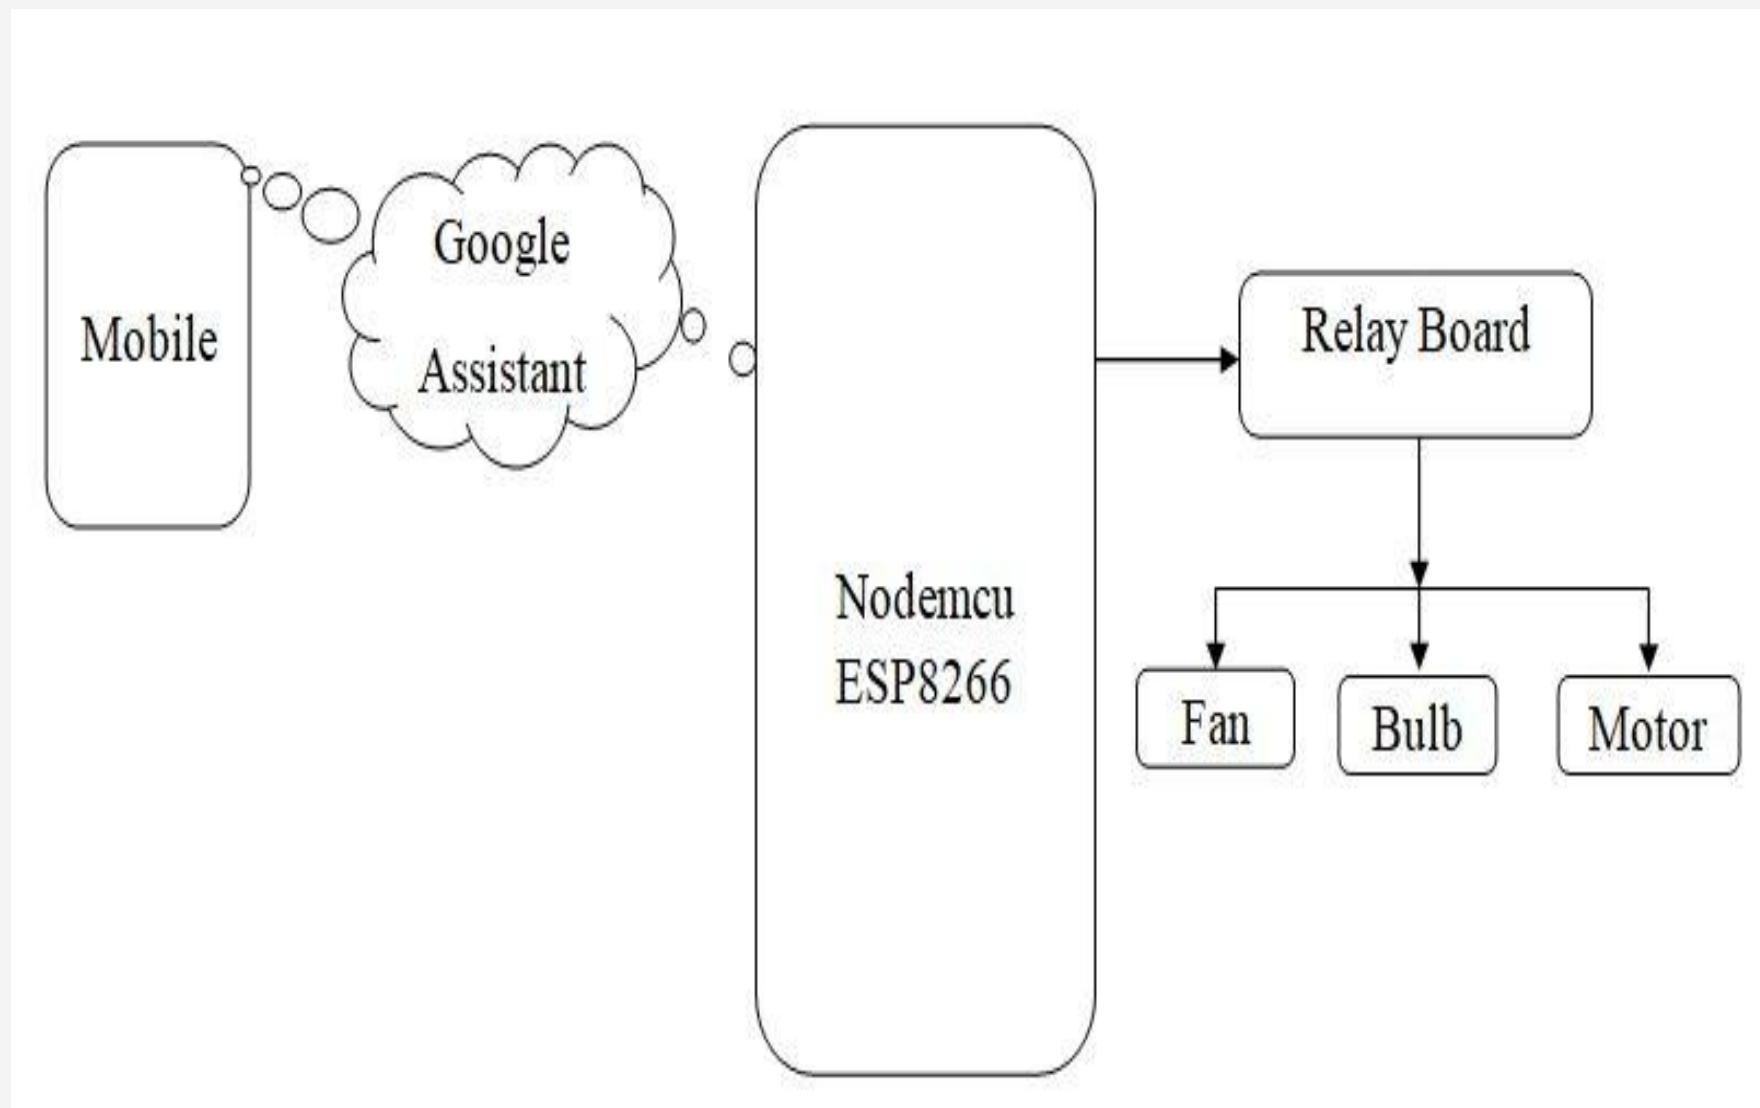 Mobile
Google
Assistant
Nodemcu
ESP8266
Relay Board
Fan
Bulb
Motor